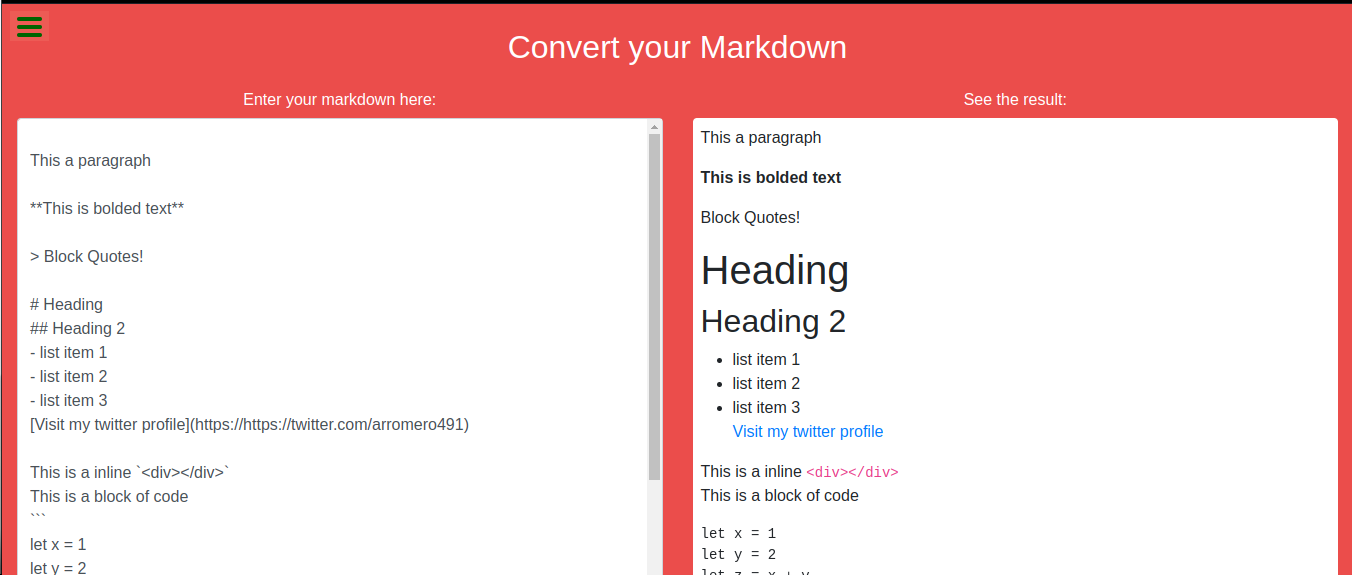 Convert your Markdown
Enter your markdown here:
This a paragraph
**This is bolded text**
> Block Quotes!
# Heading
## Heading 2
- list item 1
- list item 2
- list item 3
[Visit my twitter profile](https://https://twitter.com/arromero491)
This is a inline `<div></div>`
This is a block of code
```
let x = 1
let y = 2
See the result:
This a paragraph
This is bolded text
Block Quotes!
Heading
Heading 2
• list item 1
• list item 2
• list item 3
Visit my twitter profile
This is a inline <div></div>
This is a block of code
let x = 1
let y = 2
let z = x + y